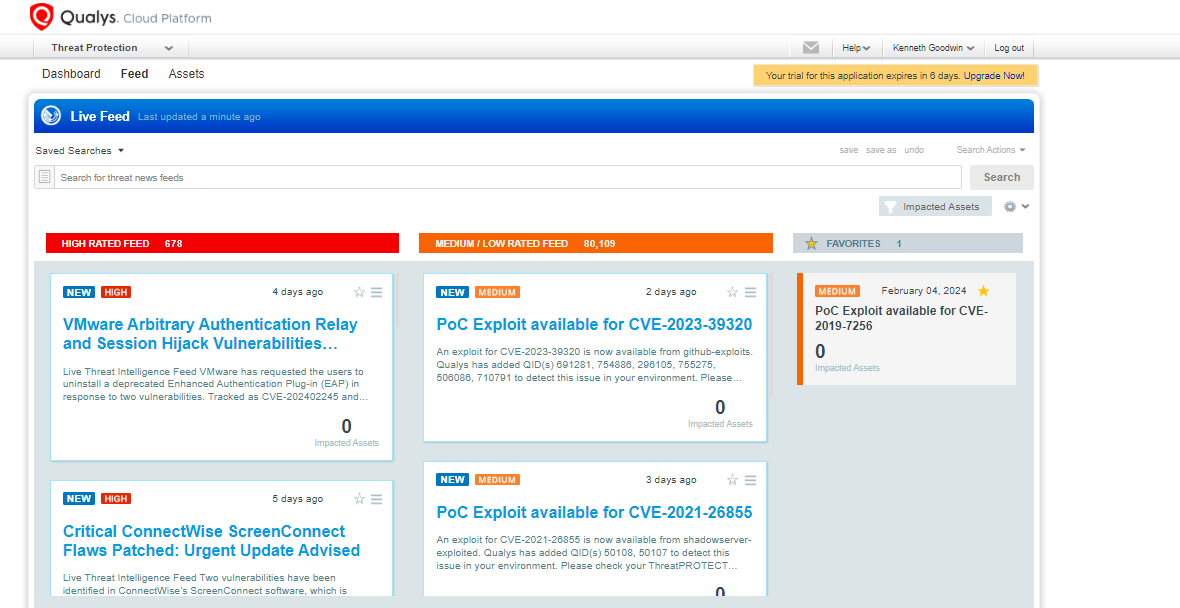 Qualys. Cloud Platform
Threat Protection
Help
Kenneth Goodwin
Log out
Dashboard Feed Assets
Your trial for this application expires in 6 days. Upgrade Now!
Live Feed Last updated a minute ago
Saved Searches
save save as undo
Search Actions
Search for threat news feeds
Search
Impacted Assets
HIGH RATED FEED 678
NEW HIGH 4 days ago
VMware Arbitrary Authentication Relay
and Session Hijack Vulnerabilities…
Live Threat Intelligence Feed VMware has requested the users to
uninstall a deprecated Enhanced Authentication Plug-in (EAP) in
response to two vulnerabilities. Tracked as CVE-202402245 and…
0
Impacted Assets
NEW HIGH 5 days ago
Critical ConnectWise ScreenConnect
Flaws Patched: Urgent Update Advised
Live Threat Intelligence Feed Two vulnerabilities have been
identified in ConnectWise's ScreenConnect software, which is
MEDIUM / LOW RATED FEED 80,109
NEW MEDIUM 2 days ago
PoC Exploit available for CVE-2023-39320
An exploit for CVE-2023-39320 is now available from github-exploits.
Qualys has added QID(s) 691281, 754886, 296105, 755275,
506086, 710791 to detect this issue in your environment. Please…
0
Impacted Assets
NEW MEDIUM 3 days ago
PoC Exploit available for CVE-2021-26855
An exploit for CVE-2021-26855 is now available from shadowserver-
exploited. Qualys has added QID(s) 50108, 50107 to detect this
issue in your environment. Please check your ThreatPROTECT…
0
FAVORITES 1
MEDIUM February 04, 2024
PoC Exploit available for CVE-
2019-7256
0
Impacted Assets